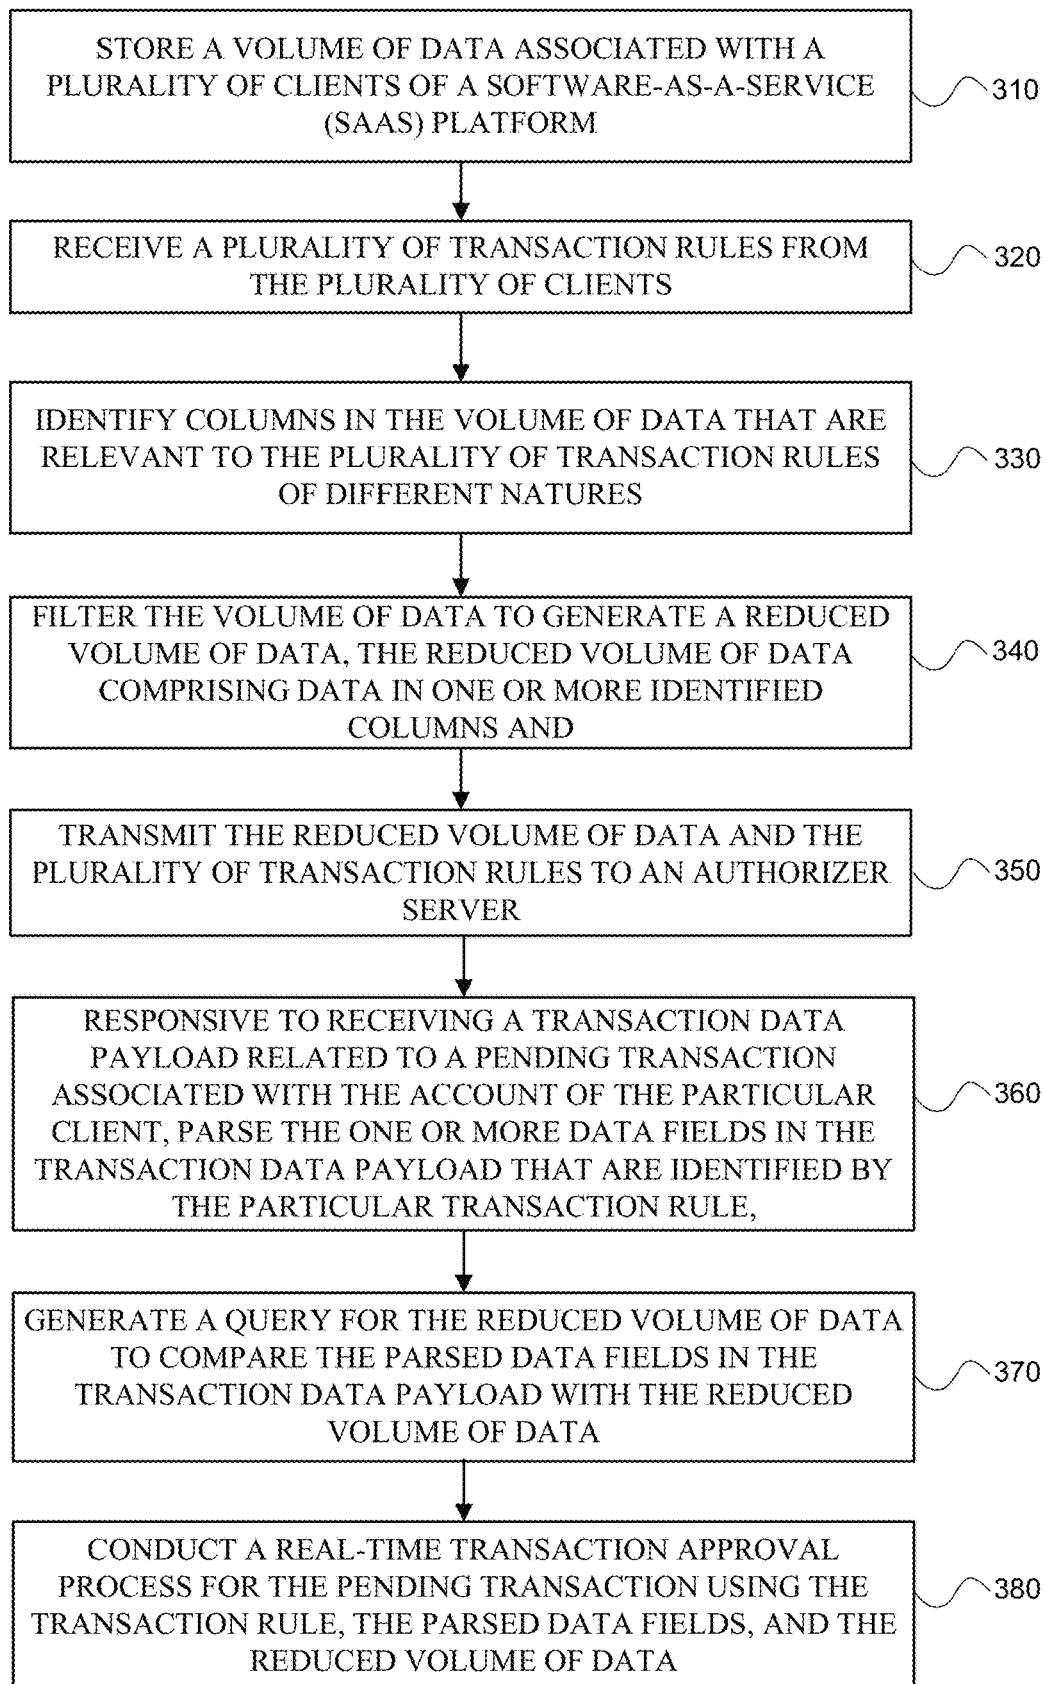 STORE A VOLUME OF DATA ASSOCIATED WITH A
PLURALITY OF CLIENTS OF A SOFTWARE-AS-A-SERVICE
(SAAS) PLATFORM
310
RECEIVE A PLURALITY OF TRANSACTION RULES FROM
THE PLURALITY OF CLIENTS
320
IDENTIFY COLUMNS IN THE VOLUME OF DATA THAT ARE
RELEVANT TO THE PLURALITY OF TRANSACTION RULES
OF DIFFERENT NATURES
330
FILTER THE VOLUME OF DATA TO GENERATE A REDUCED
VOLUME OF DATA, THE REDUCED VOLUME OF DATA
COMPRISING DATA IN ONE OR MORE IDENTIFIED
COLUMNS AND
340
TRANSMIT THE REDUCED VOLUME OF DATA AND THE
PLURALITY OF TRANSACTION RULES TO AN AUTHORIZER
SERVER
350
RESPONSIVE TO RECEIVING A TRANSACTION DATA
PAYLOAD RELATED TO A PENDING TRANSACTION
ASSOCIATED WITH THE ACCOUNT OF THE PARTICULAR
CLIENT, PARSE THE ONE OR MORE DATA FIELDS IN THE
TRANSACTION DATA PAYLOAD THAT ARE IDENTIFIED BY
THE PARTICULAR TRANSACTION RULE,
360
GENERATE A QUERY FOR THE REDUCED VOLUME OF DATA
TO COMPARE THE PARSED DATA FIELDS IN THE
TRANSACTION DATA PAYLOAD WITH THE REDUCED
VOLUME OF DATA
370
CONDUCT A REAL-TIME TRANSACTION APPROVAL
PROCESS FOR THE PENDING TRANSACTION USING THE
TRANSACTION RULE, THE PARSED DATA FIELDS, AND THE
REDUCED VOLUME OF DATA
380